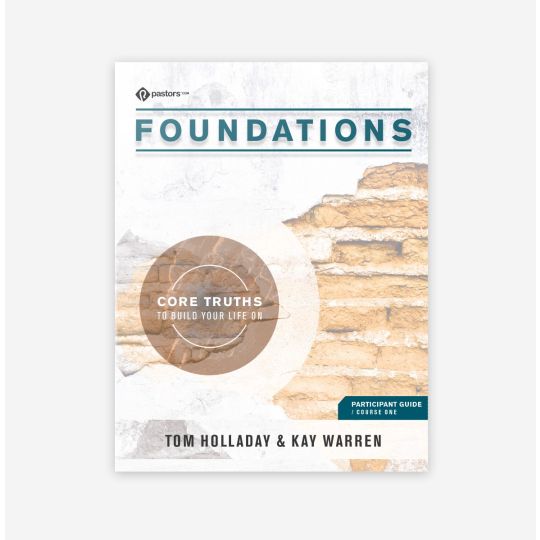 pastors.com
FOUNDATIONS
CORE TRUTHS
TO BUILD YOUR LIFE ON
PARTICIPANT GUIDE
/ COURSE ONE
TOM HOLLADAY & KAY WARREN